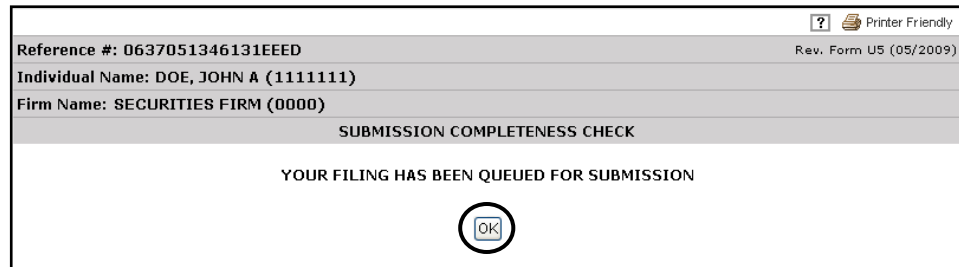 ? Printer Friendly
Reference #: 0637051346131EEED Rev. Form U5 (05/2009)
Individual Name: DOE, JOHN A (1111111)
Firm Name: SECURITIES FIRM (0000)
SUBMISSION COMPLETENESS CHECK
YOUR FILING HAS BEEN QUEUED FOR SUBMISSION
OK